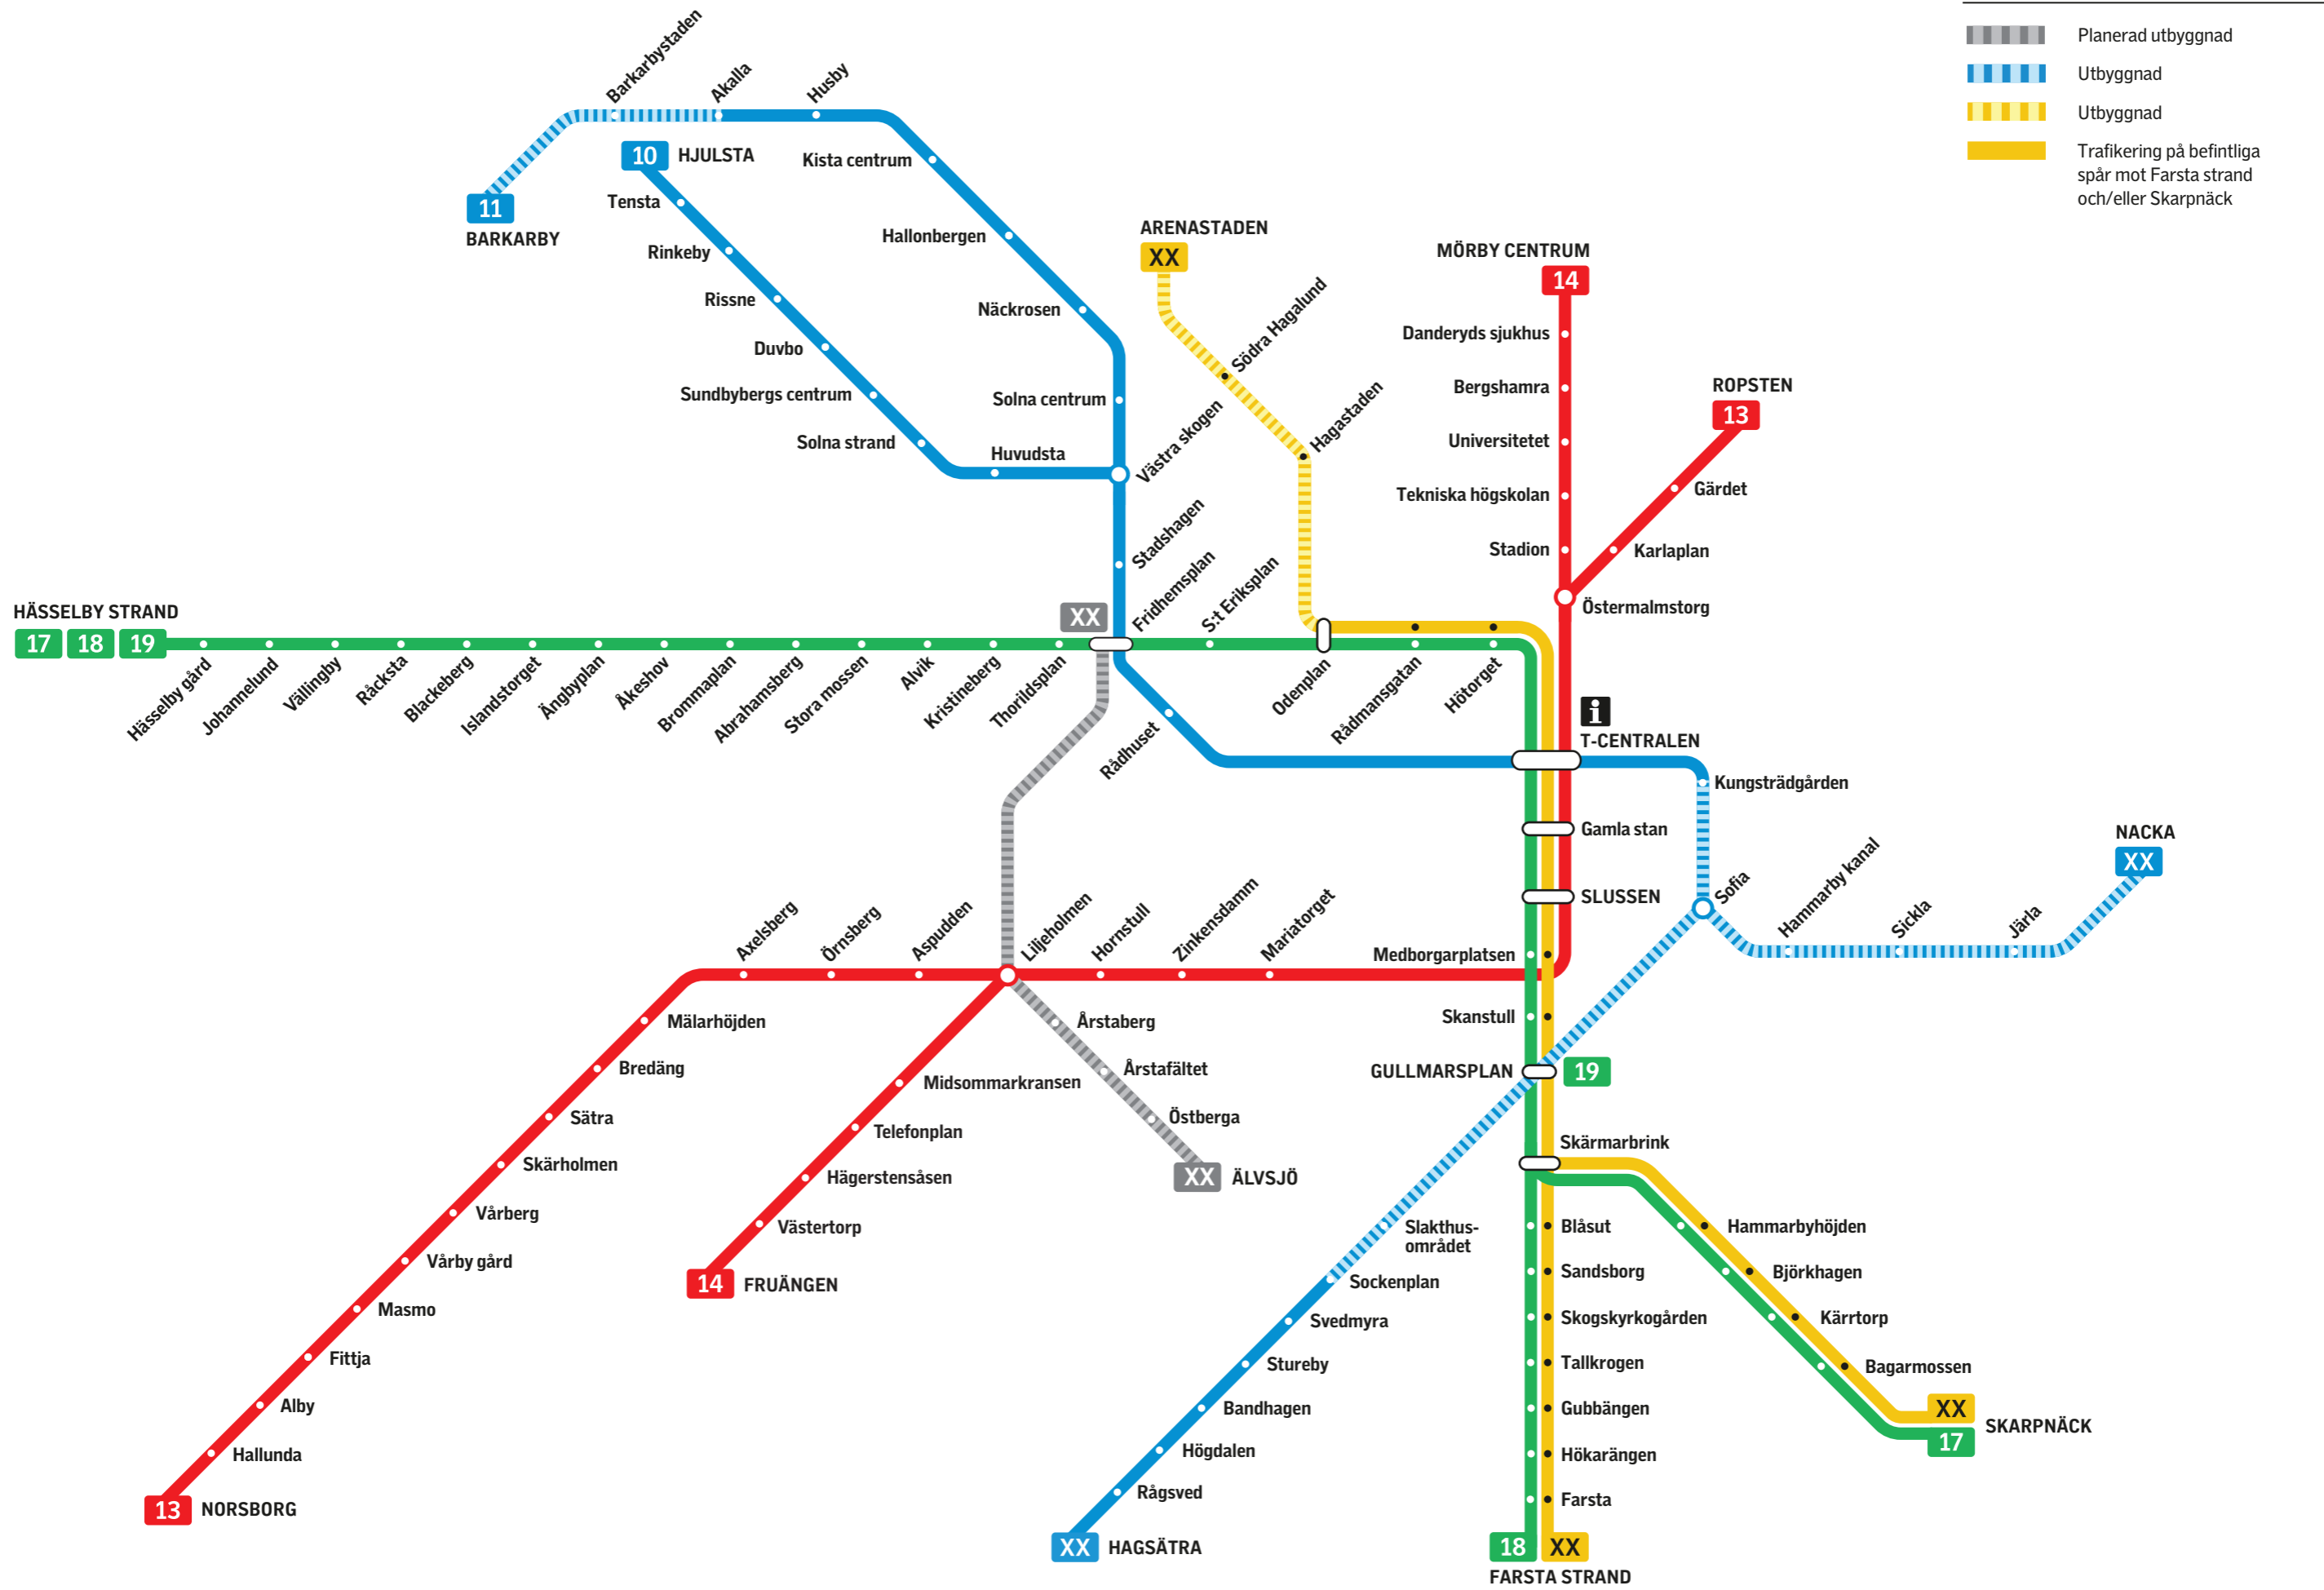 Planerad utbyggnad
Utbyggnad
Utbyggnad
Trafikering på befintliga
spår mot Farsta strand
och/eller Skarpnäck
Barkarbystaden
Akalla
Husby
10 HJULSTA
11
BARKARBY
Tensta
Rinkeby
Rissne
Duvbo
Sundbybergs centrum
Solna strand
Huvudsta
Kista centrum
Hallonbergen
Näckrosen
Solna centrum
Västra skogen
Stadshagen
Fridhemsplan
XX
ARENASTADEN
XX
Södra Hagalund
Hagastaden
MÖRBY CENTRUM
14
Danderyds sjukhus
Bergshamra
Universitetet
Tekniska högskolan
Stadion
ROPSTEN
13
Gärdet
Karlaplan
Östermalmstorg
HÄSSELBY STRAND
17 18 19
Hässelby gård
Johannelund
Vällingby
Råcksta
Blackeberg
Islandstorget
Ängbyplan
Åkeshov
Brommaplan
Abrahamsberg
Stora mossen
Alvik
Kristineberg
Thorildsplan
S:t Eriksplan
Odenplan
Rådmansgatan
Hötorget
Rådhuset
i
T-CENTRALEN
Kungsträdgården
Gamla stan
SLUSSEN
Sofia
Hammarby kanal
Sickla
Järla
NACKA
XX
Axelsberg
Örnsberg
Aspudden
Liljeholmen
Hornstull
Zinkensdamm
Mariatorget
Medborgarplatsen
Skanstull
GULLMARSPLAN 19
Skärmarbrink
Mälarhöjden
Bredäng
Sätra
Skärholmen
Vårberg
Vårby gård
Masmo
Fittja
Alby
Hallunda
13 NORSBORG
Midsommarkransen
Telefonplan
Hägerstensåsen
Västertorp
14 FRUÄNGEN
Årstaberg
Årstafältet
Östberga
XX ÄLVSJÖ
Slakthus-
området
Sockenplan
Svedmyra
Stureby
Bandhagen
Högdalen
Rågsved
XX HAGSÄTRA
Blåsut
Sandsborg
Skogskyrkogården
Tallkrogen
Gubbängen
Hökarängen
Farsta
18 XX
FARSTA STRAND
Hammarbyhöjden
Björkhagen
Kärrtorp
Bagarmossen
XX
17
SKARPNÄCK